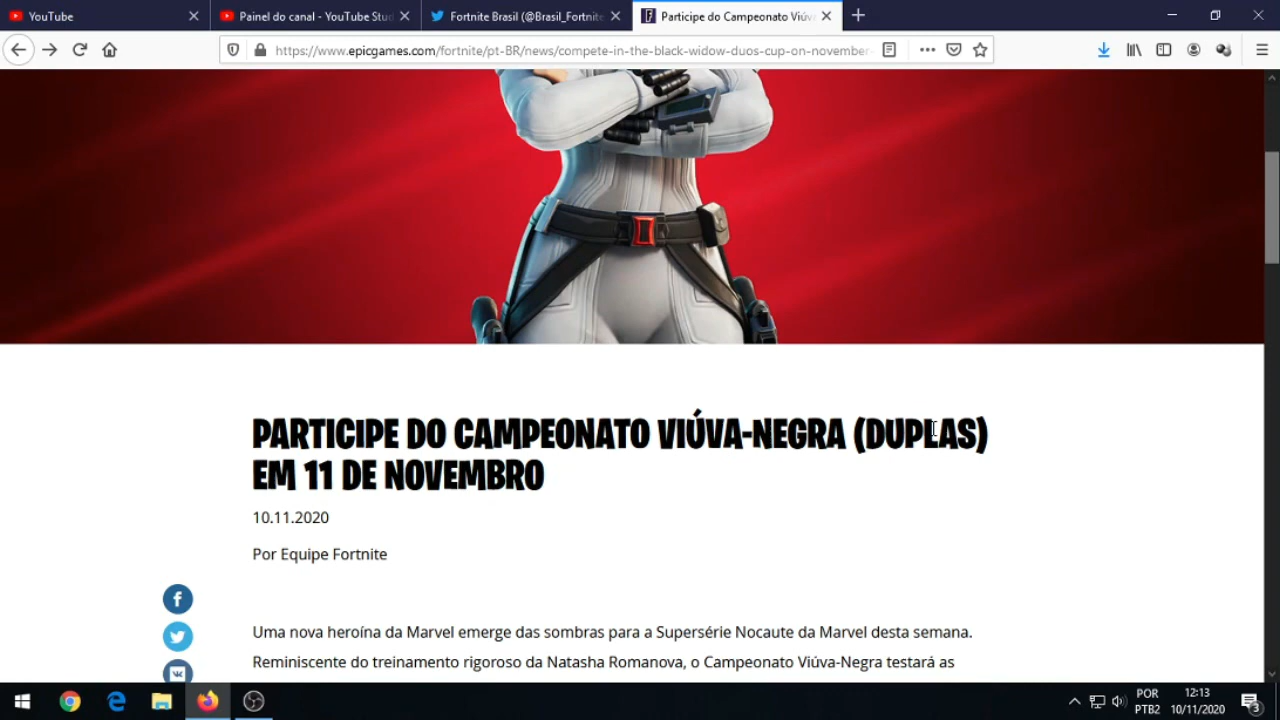 YouTube
Painel do canal - YouTube Stud
Fortnite Brasil (@Brasil_Fortnite
Participe do Campeonato Viúv
https://www.epicgames.com/fortnite/pt-BR/news/compete-in-the-black-widow-duos-cup-on-november-
PARTICIPE DO CAMPEONATO VIÚVA-NEGRA (DUPLAS)
EM 11 DE NOVEMBRO
10.11.2020
Por Equipe Fortnite
Uma nova heroína da Marvel emerge das sombras para a Supersérie Nocaute da Marvel desta semana.
Reminiscente do treinamento rigoroso da Natasha Romanova, o Campeonato Viúva-Negra testará as
POR
PTB2
12:13
10/11/2020
3